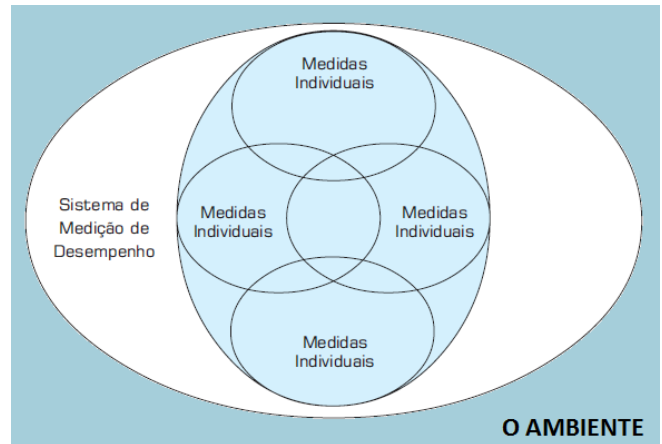 Medidas
Individuais
Sistema de
Medição de
Desempenho
Medidas
Individuais
Medidas
Individuais
Medidas
Individuais
O AMBIENTE